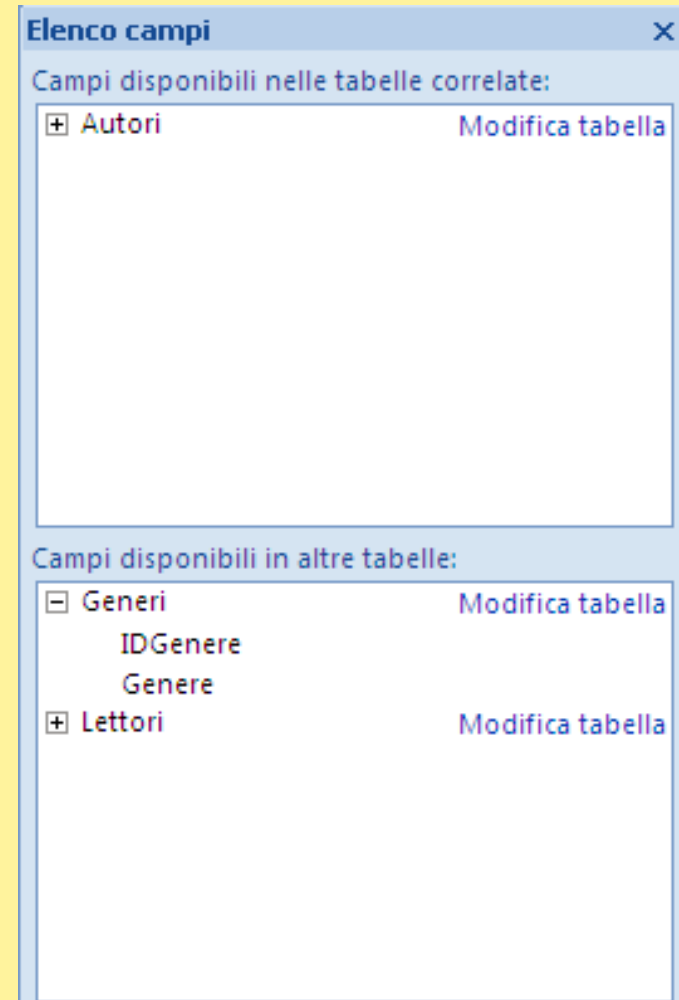 Elenco campi
Campi disponibili nelle tabelle correlate:
Autori Modifica tabella
Campi disponibili in altre tabelle:
Generi Modifica tabella
IDGenere
Genere
Lettori Modifica tabella